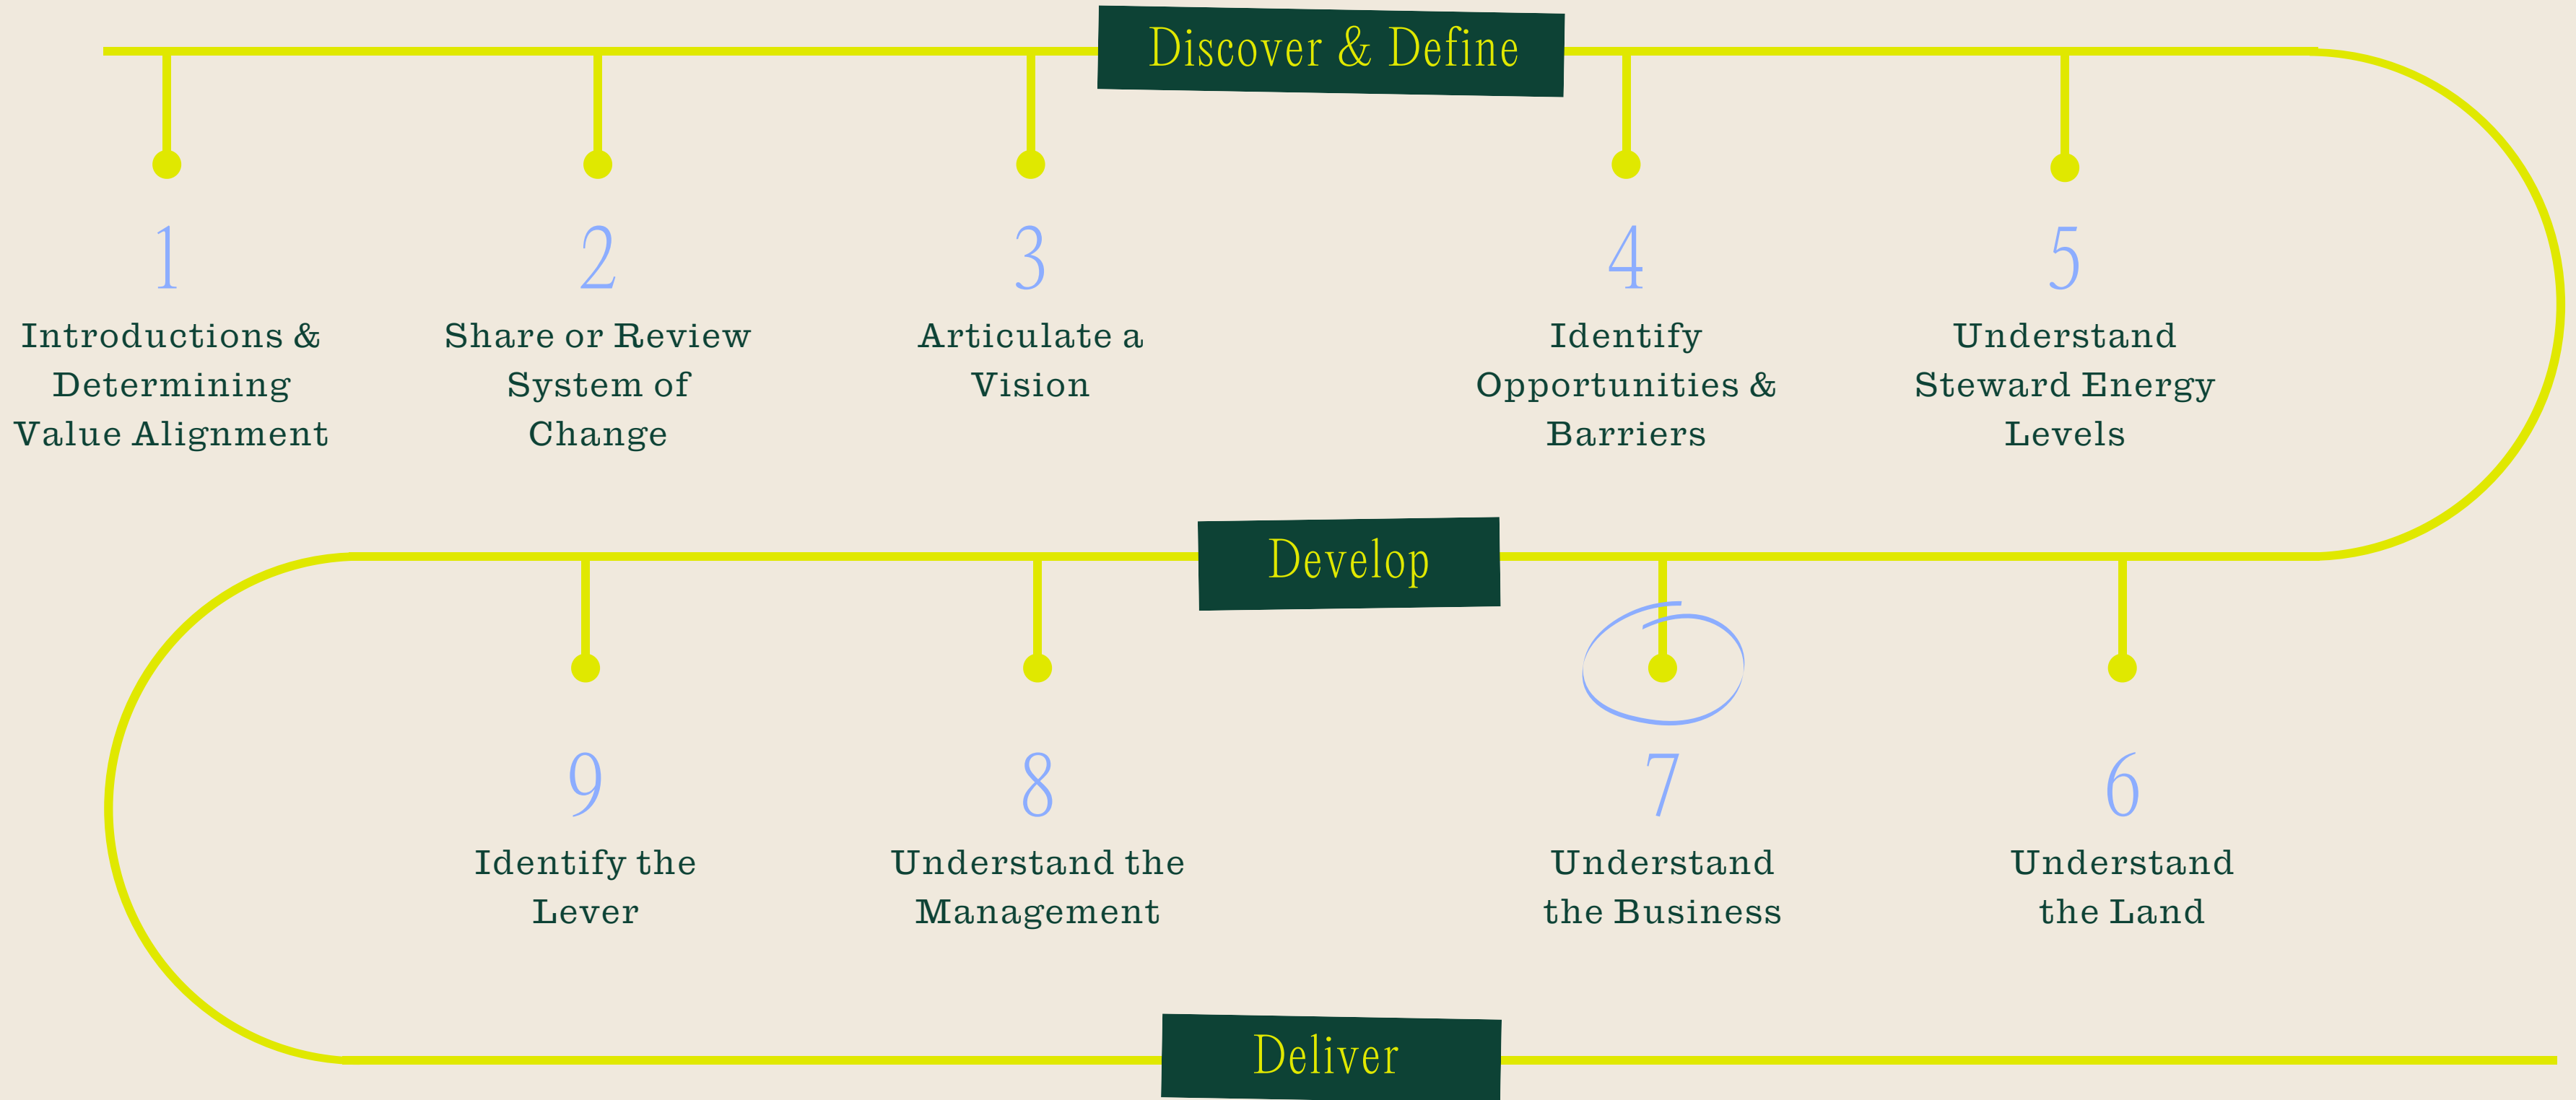 Discover & Define
1
Introductions &
Determining
Value Alignment
2
Share or Review
System of
Change
3
Articulate a
Vision
4
Identify
Opportunities &
Barriers
5
Understand
Steward Energy
Levels
Develop
9
Identify the
Lever
8
Understand the
Management
7
Understand
the Business
6
Understand
the Land
Deliver